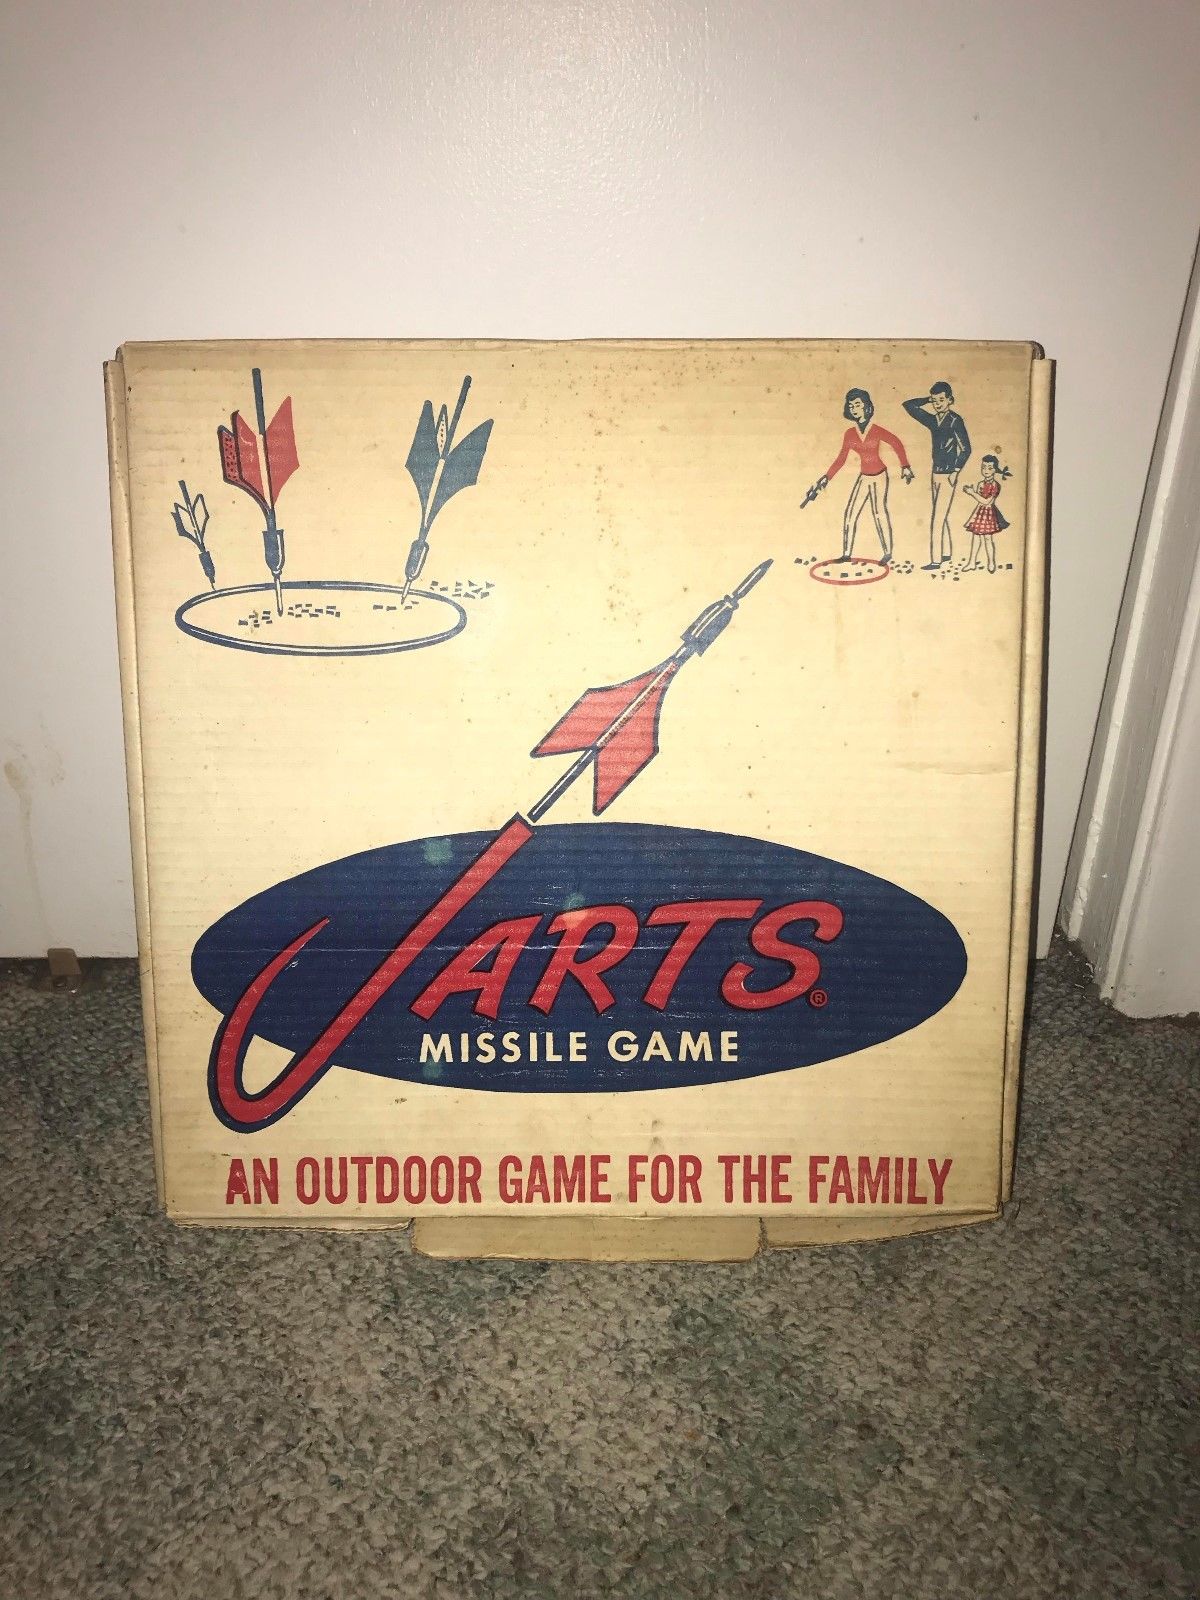 JARTS®
MISSILE GAME
AN OUTDOOR GAME FOR THE FAMILY